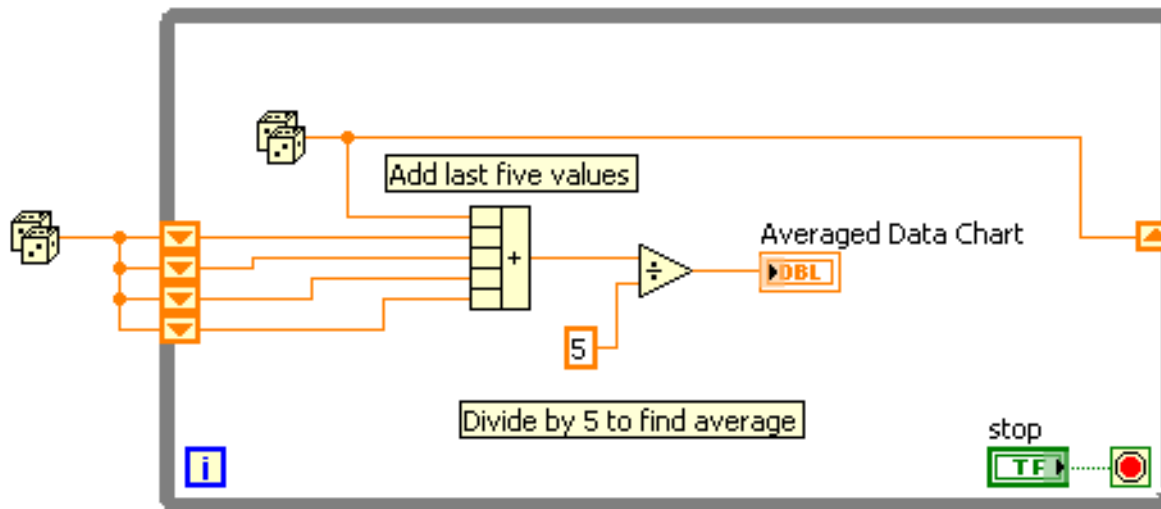 Add last five values
Averaged Data Chart
+
÷
DBL
5
Divide by 5 to find average
stop
i
TF